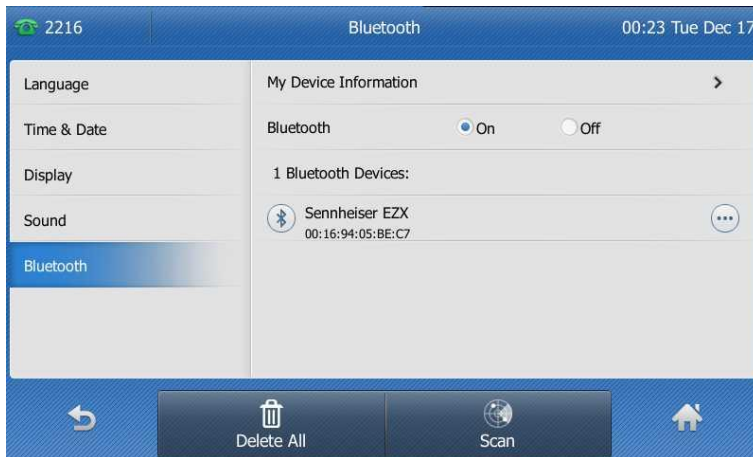 2216 Bluetooth 00:23 Tue Dec 17
Language
Time & Date
Display
Sound
Bluetooth
My Device Information
Bluetooth On Off
1 Bluetooth Devices:
Sennheiser EZX
00:16:94:05:BE:C7
Delete All Scan